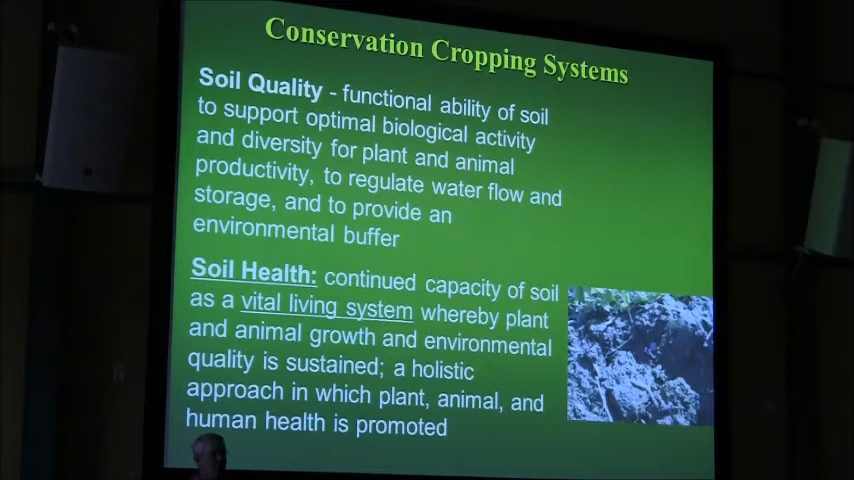 Conservation Cropping Systems
Soil Quality - functional ability of soil
to support optimal biological activity
and diversity for plant and animal
productivity, to regulate water flow and
storage, and to provide an
environmental buffer
Soil Health: continued capacity of soil
as a vital living system whereby plant
and animal growth and environmental
quality is sustained; a holistic
approach in which plant, animal, and
human health is promoted